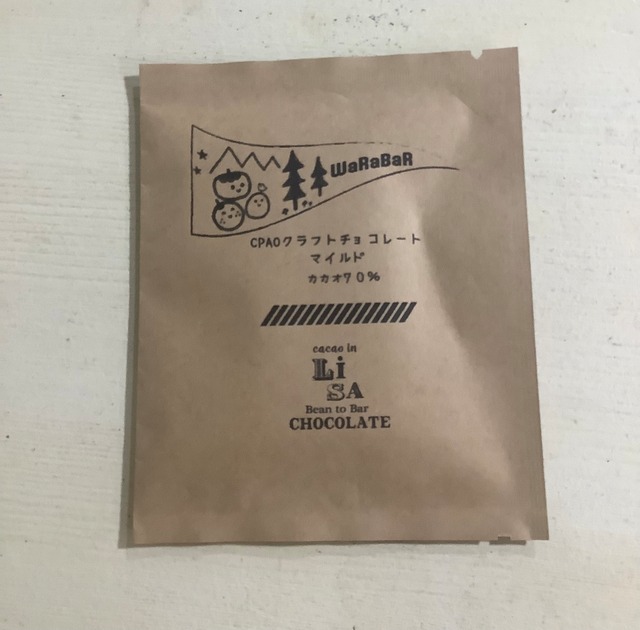 WaRaBaR
CPAOクラフトチョコレート
マイルド
カカオ70%
cacao in
Li
SA
Bean to Bar
CHOCOLATE